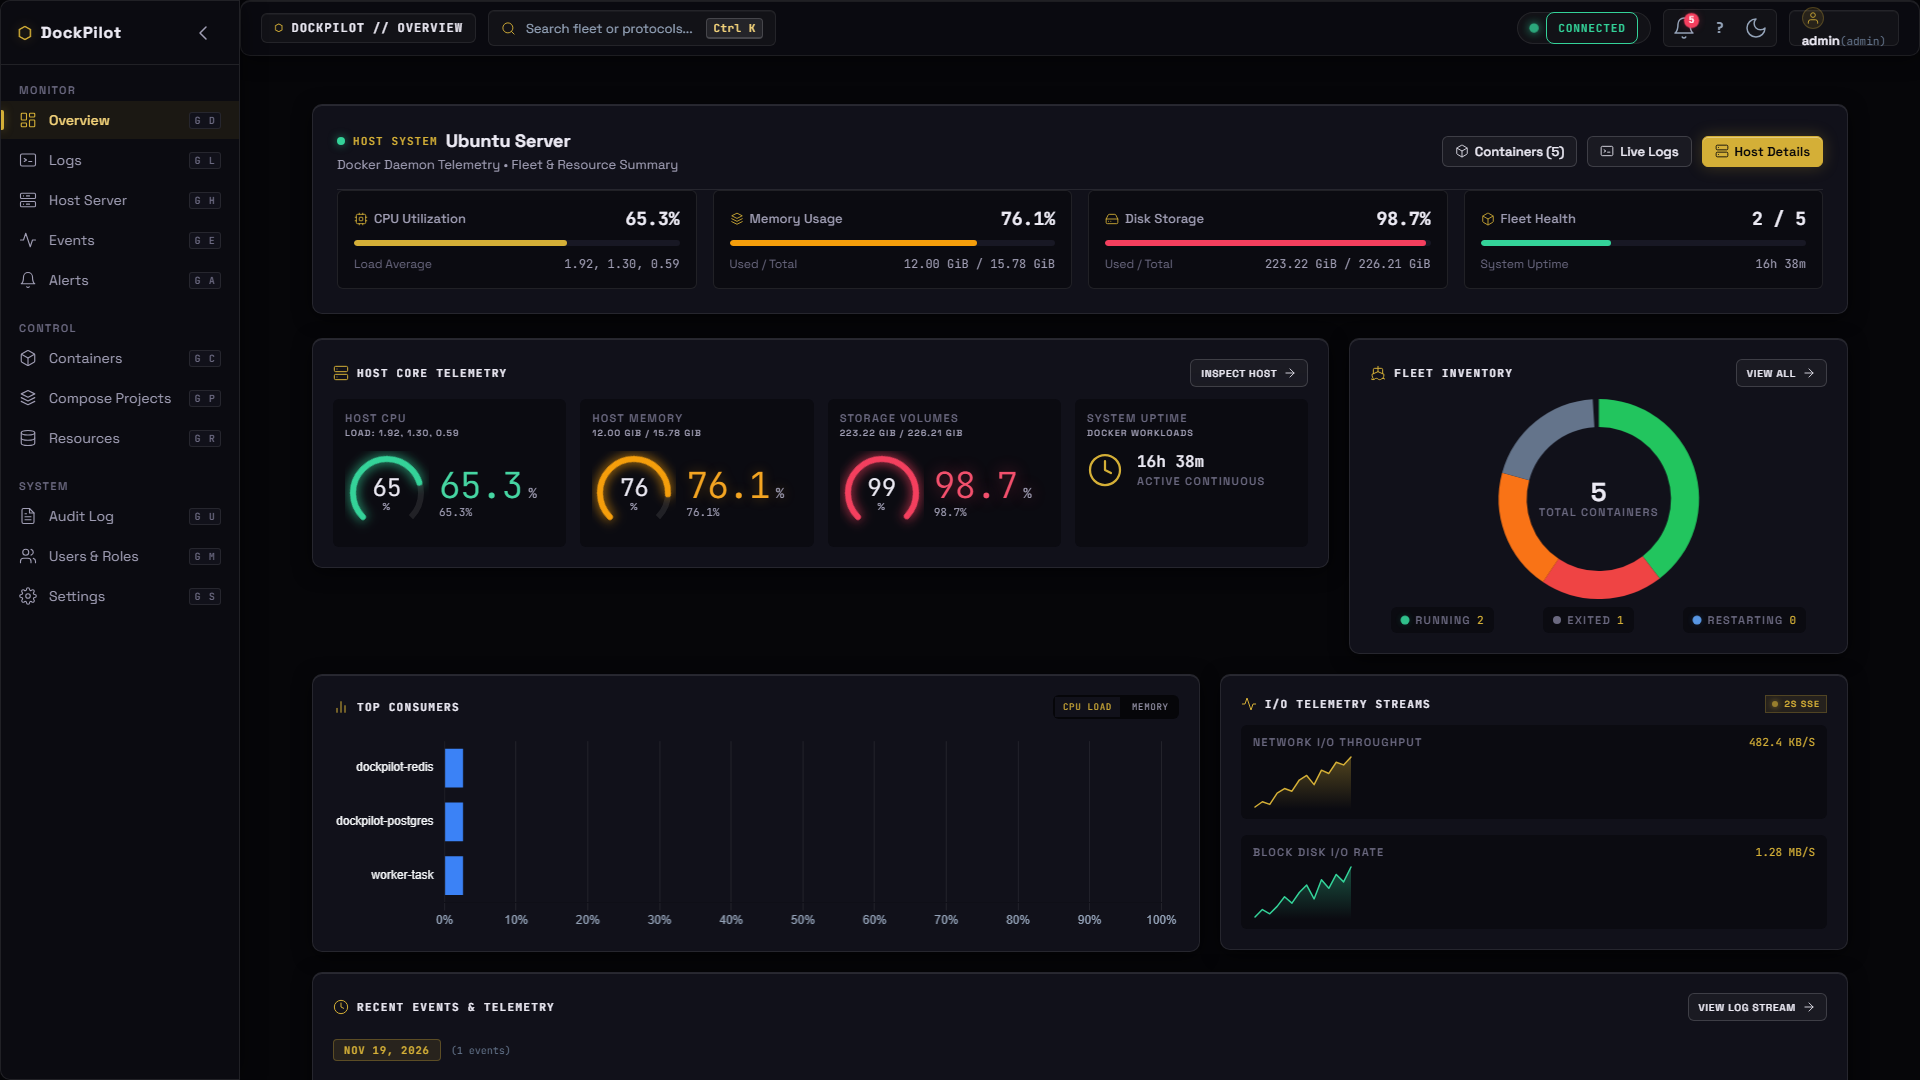 DockPilot
MONITOR
Overview G D
Logs G L
Host Server G H
Events G E
Alerts G A
CONTROL
Containers G C
Compose Projects G P
Resources G R
SYSTEM
Audit Log G U
Users & Roles G M
Settings G S
DOCKPILOT // OVERVIEW
Search fleet or protocols... Ctrl K
CONNECTED
5
?
admin(admin)
HOST SYSTEM Ubuntu Server
Docker Daemon Telemetry • Fleet & Resource Summary
Containers (5)
Live Logs
Host Details
CPU Utilization 65.3%
Load Average 1.92, 1.30, 0.59
Memory Usage 76.1%
Used / Total 12.00 GiB / 15.78 GiB
Disk Storage 98.7%
Used / Total 223.22 GiB / 226.21 GiB
Fleet Health 2 / 5
System Uptime 16h 38m
HOST CORE TELEMETRY
INSPECT HOST
HOST CPU
LOAD: 1.92, 1.30, 0.59
65 %
65.3 %
65.3%
HOST MEMORY
12.00 GIB / 15.78 GIB
76 %
76.1 %
76.1%
STORAGE VOLUMES
223.22 GIB / 226.21 GIB
99 %
98.7 %
98.7%
SYSTEM UPTIME
DOCKER WORKLOADS
16h 38m
ACTIVE CONTINUOUS
FLEET INVENTORY
VIEW ALL
5
TOTAL CONTAINERS
RUNNING 2
EXITED 1
RESTARTING 0
TOP CONSUMERS
CPU LOAD
MEMORY
dockpilot-redis
dockpilot-postgres
worker-task
0% 10% 20% 30% 40% 50% 60% 70% 80% 90% 100%
I/O TELEMETRY STREAMS
2S SSE
NETWORK I/O THROUGHPUT 482.4 KB/S
BLOCK DISK I/O RATE 1.28 MB/S
RECENT EVENTS & TELEMETRY
VIEW LOG STREAM
NOV 19, 2026 (1 events)